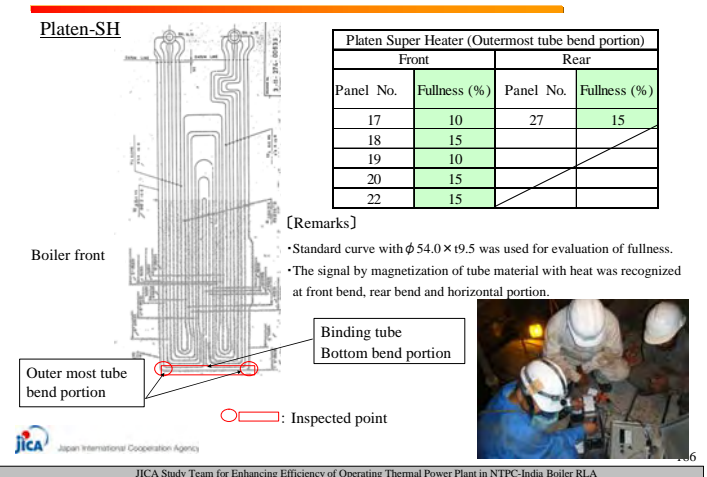 Platen-SH
Platen Super Heater (Outermost tube bend portion)
Front Rear
Panel No. Fullness (%) Panel No. Fullness (%)
17 10 27 15
18 15
19 10
20 15
22 15
〔Remarks〕
・Standard curve with φ54.0×t9.5 was used for evaluation of fullness.
・The signal by magnetization of tube material with heat was recognized
at front bend, rear bend and horizontal portion.
Boiler front
Binding tube
Bottom bend portion
Outer most tube
bend portion
: Inspected point
JICA Japan International Cooperation Agency
166
JICA Study Team for Enhancing Efficiency of Operating Thermal Power Plant in NTPC-India Boiler RLA